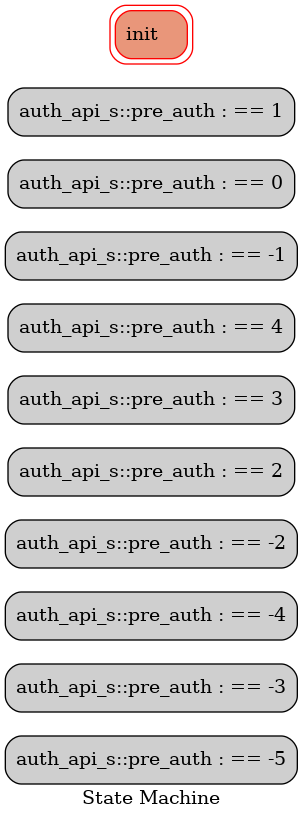 init
auth_api_s::pre_auth : == 1
auth_api_s::pre_auth : == 0
auth_api_s::pre_auth : == -1
auth_api_s::pre_auth : == 4
auth_api_s::pre_auth : == 3
auth_api_s::pre_auth : == 2
auth_api_s::pre_auth : == -2
auth_api_s::pre_auth : == -4
auth_api_s::pre_auth : == -3
auth_api_s::pre_auth : == -5
State Machine